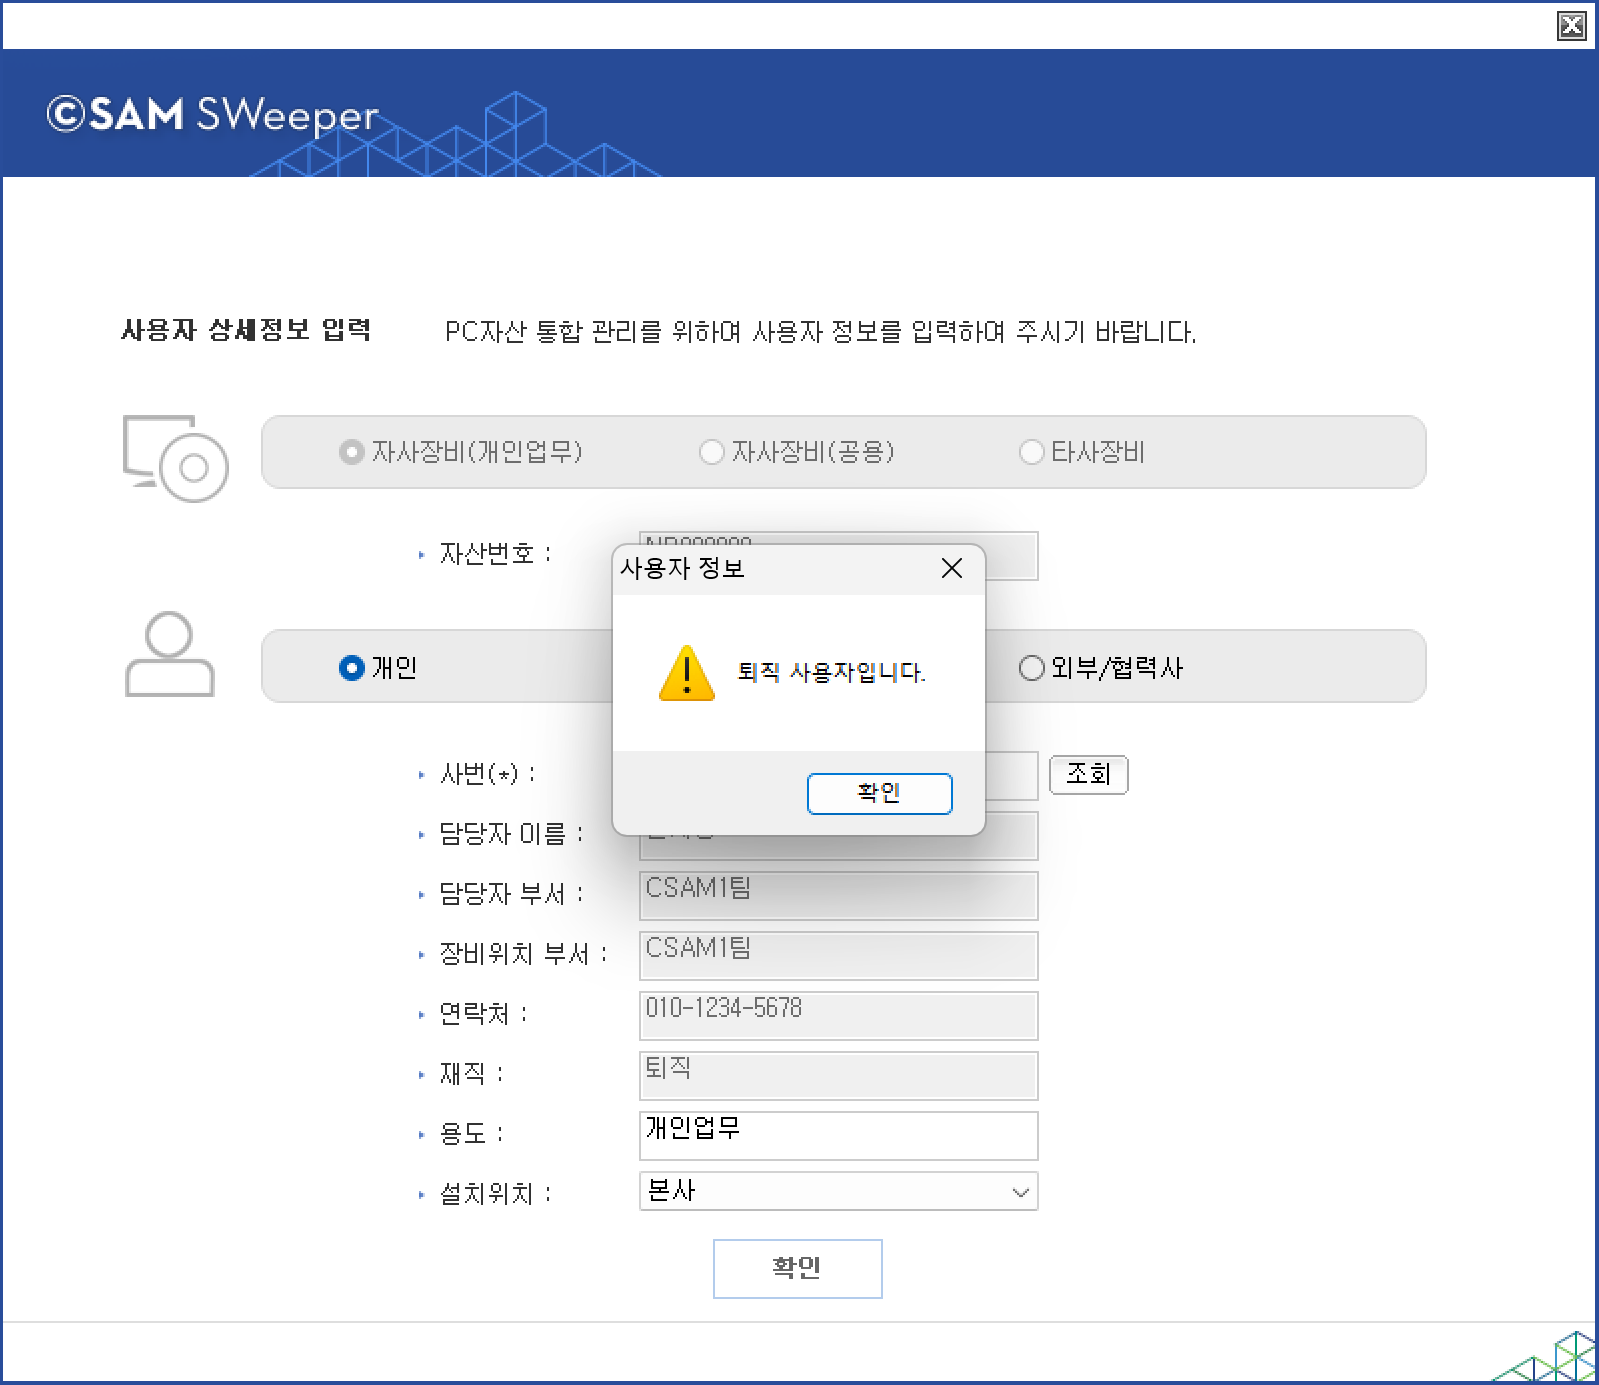 ©SAM SWeeper
사용자 상세정보 입력 PC자산 통합 관리를 위하여 사용자 정보를 입력하여 주시기 바랍니다.
자사장비(개인업무) 자사장비(공용) 타사장비
자산번호 :
사용자 정보
퇴직 사용자입니다.
확인
개인 외부/협력사
사번(*) : 조회
담당자 이름 :
담당자 부서 : CSAM1팀
장비위치 부서 : CSAM1팀
연락처 : 010-1234-5678
재직 : 퇴직
용도 : 개인업무
설치위치 : 본사
확인